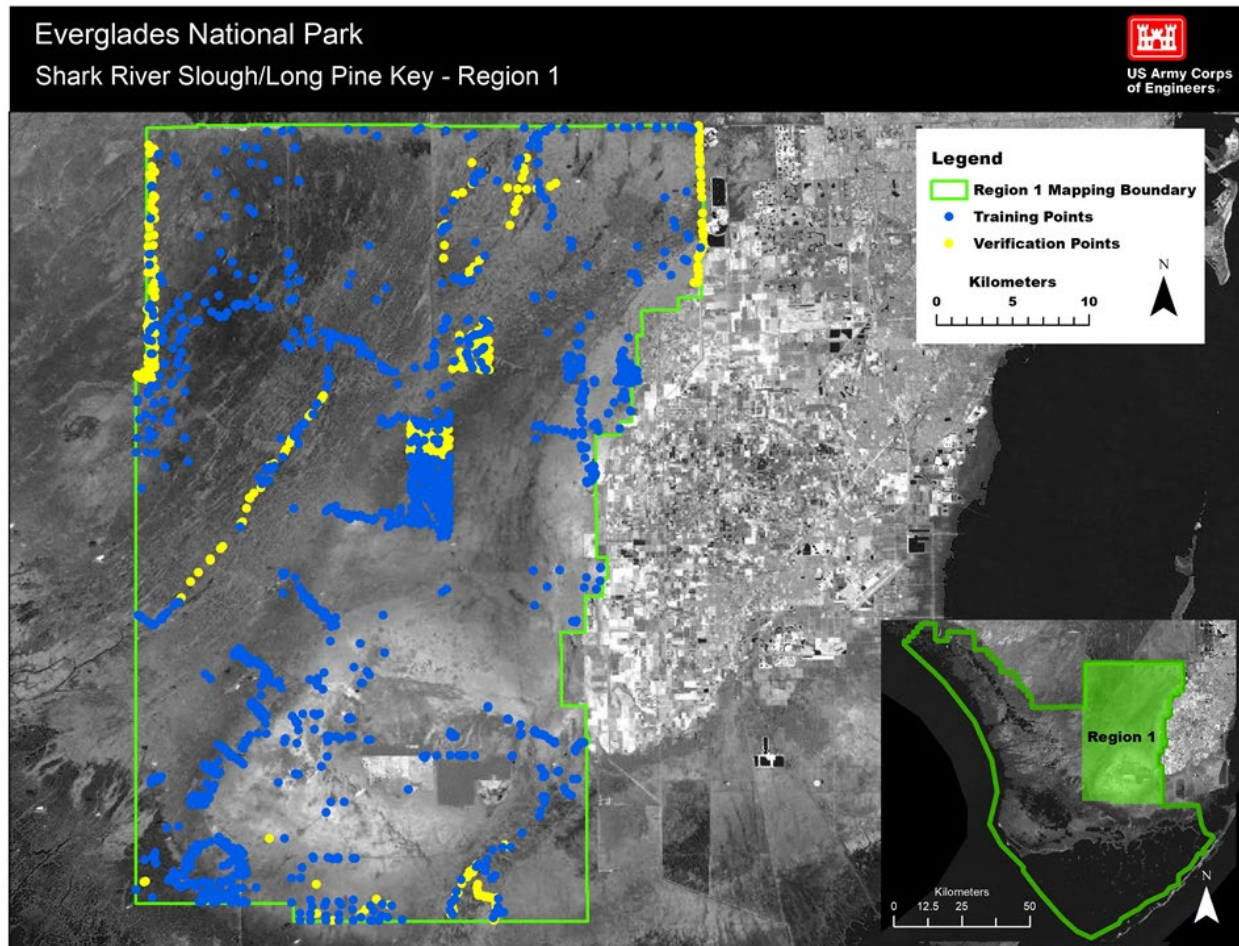 Everglades National Park
Shark River Slough/Long Pine Key - Region 1
US Army Corps
of Engineers
Legend
Region 1 Mapping Boundary
Training Points
Verification Points
Kilometers
0 5 10
N
Region 1
Kilometers
0 12.5 25 50
N